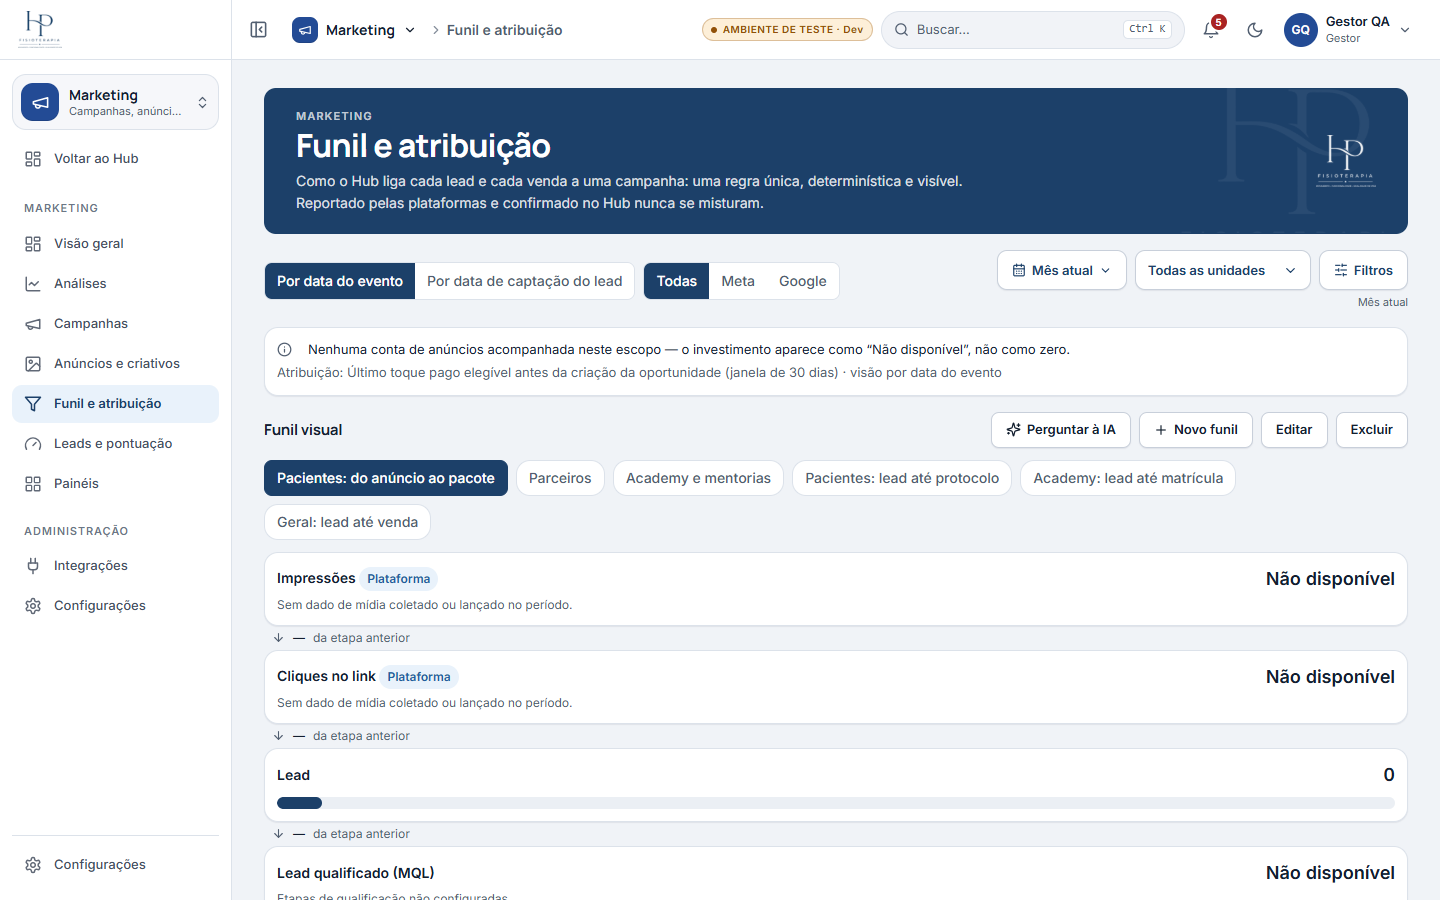 HP
FISIOTERAPIA
Marketing
Funil e atribuição
AMBIENTE DE TESTE · Dev
Buscar...
Ctrl K
5
GQ
Gestor QA
Gestor
Marketing
Campanhas, anúnci...
Voltar ao Hub
MARKETING
Visão geral
Análises
Campanhas
Anúncios e criativos
Funil e atribuição
Leads e pontuação
Painéis
ADMINISTRAÇÃO
Integrações
Configurações
Configurações
MARKETING
Funil e atribuição
Como o Hub liga cada lead e cada venda a uma campanha: uma regra única, determinística e visível.
Reportado pelas plataformas e confirmado no Hub nunca se misturam.
HP
FISIOTERAPIA
Por data do evento
Por data de captação do lead
Todas
Meta
Google
Mês atual
Todas as unidades
Filtros
Mês atual
Nenhuma conta de anúncios acompanhada neste escopo — o investimento aparece como “Não disponível”, não como zero.
Atribuição: Último toque pago elegível antes da criação da oportunidade (janela de 30 dias) · visão por data do evento
Funil visual
Perguntar à IA
Novo funil
Editar
Excluir
Pacientes: do anúncio ao pacote
Parceiros
Academy e mentorias
Pacientes: lead até protocolo
Academy: lead até matrícula
Geral: lead até venda
Impressões
Plataforma
Não disponível
Sem dado de mídia coletado ou lançado no período.
↓ — da etapa anterior
Cliques no link
Plataforma
Não disponível
Sem dado de mídia coletado ou lançado no período.
↓ — da etapa anterior
Lead
0
↓ — da etapa anterior
Lead qualificado (MQL)
Não disponível
Etapas de qualificação não configuradas.